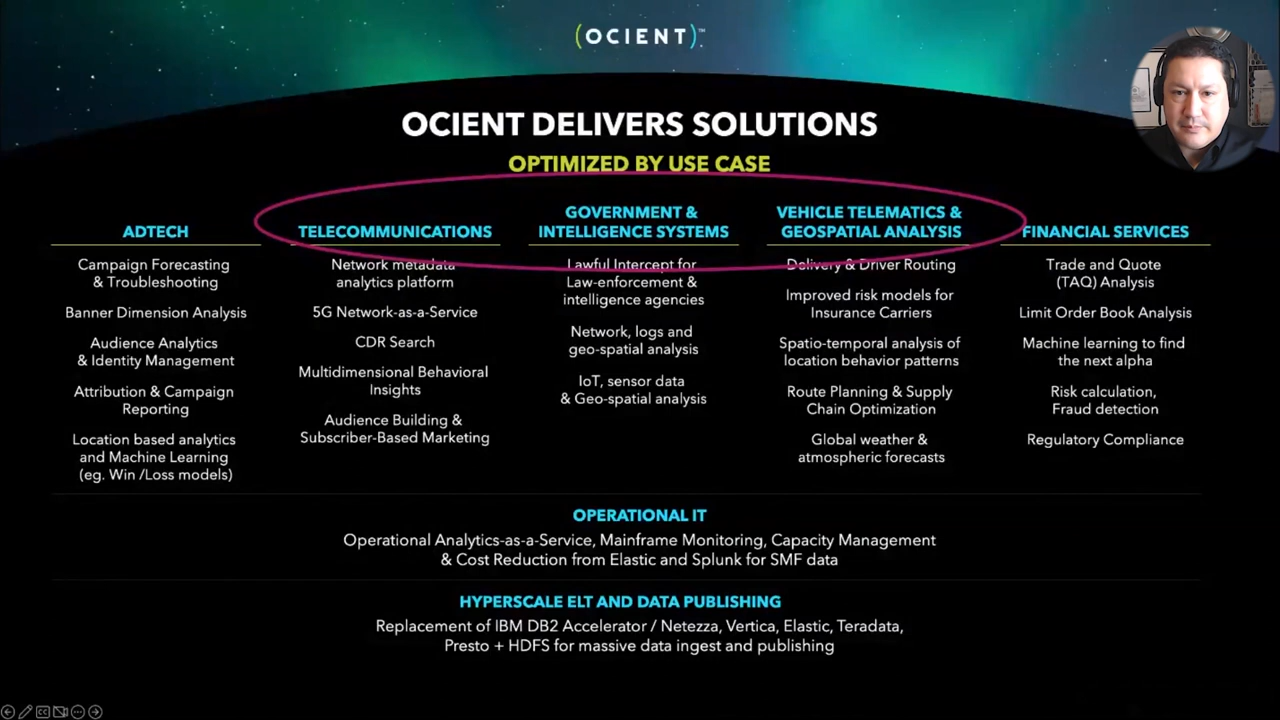 (OCIENT)™
OCIENT DELIVERS SOLUTIONS
OPTIMIZED BY USE CASE
ADTECH
Campaign Forecasting
& Troubleshooting
Banner Dimension Analysis
Audience Analytics
& Identity Management
Attribution & Campaign
Reporting
Location based analytics
and Machine Learning
(eg. Win /Loss models)
TELECOMMUNICATIONS
Network metadata
analytics platform
5G Network-as-a-Service
CDR Search
Multidimensional Behavioral
Insights
Audience Building &
Subscriber-Based Marketing
GOVERNMENT &
INTELLIGENCE SYSTEMS
Lawful Intercept for
Law-enforcement &
intelligence agencies
Network, logs and
geo-spatial analysis
IoT, sensor data
& Geo-spatial analysis
VEHICLE TELEMATICS &
GEOSPATIAL ANALYSIS
Delivery & Driver Routing
Improved risk models for
Insurance Carriers
Spatio-temporal analysis of
location behavior patterns
Route Planning & Supply
Chain Optimization
Global weather &
atmospheric forecasts
FINANCIAL SERVICES
Trade and Quote
(TAQ) Analysis
Limit Order Book Analysis
Machine learning to find
the next alpha
Risk calculation,
Fraud detection
Regulatory Compliance
OPERATIONAL IT
Operational Analytics-as-a-Service, Mainframe Monitoring, Capacity Management
& Cost Reduction from Elastic and Splunk for SMF data
HYPERSCALE ELT AND DATA PUBLISHING
Replacement of IBM DB2 Accelerator / Netezza, Vertica, Elastic, Teradata,
Presto + HDFS for massive data ingest and publishing